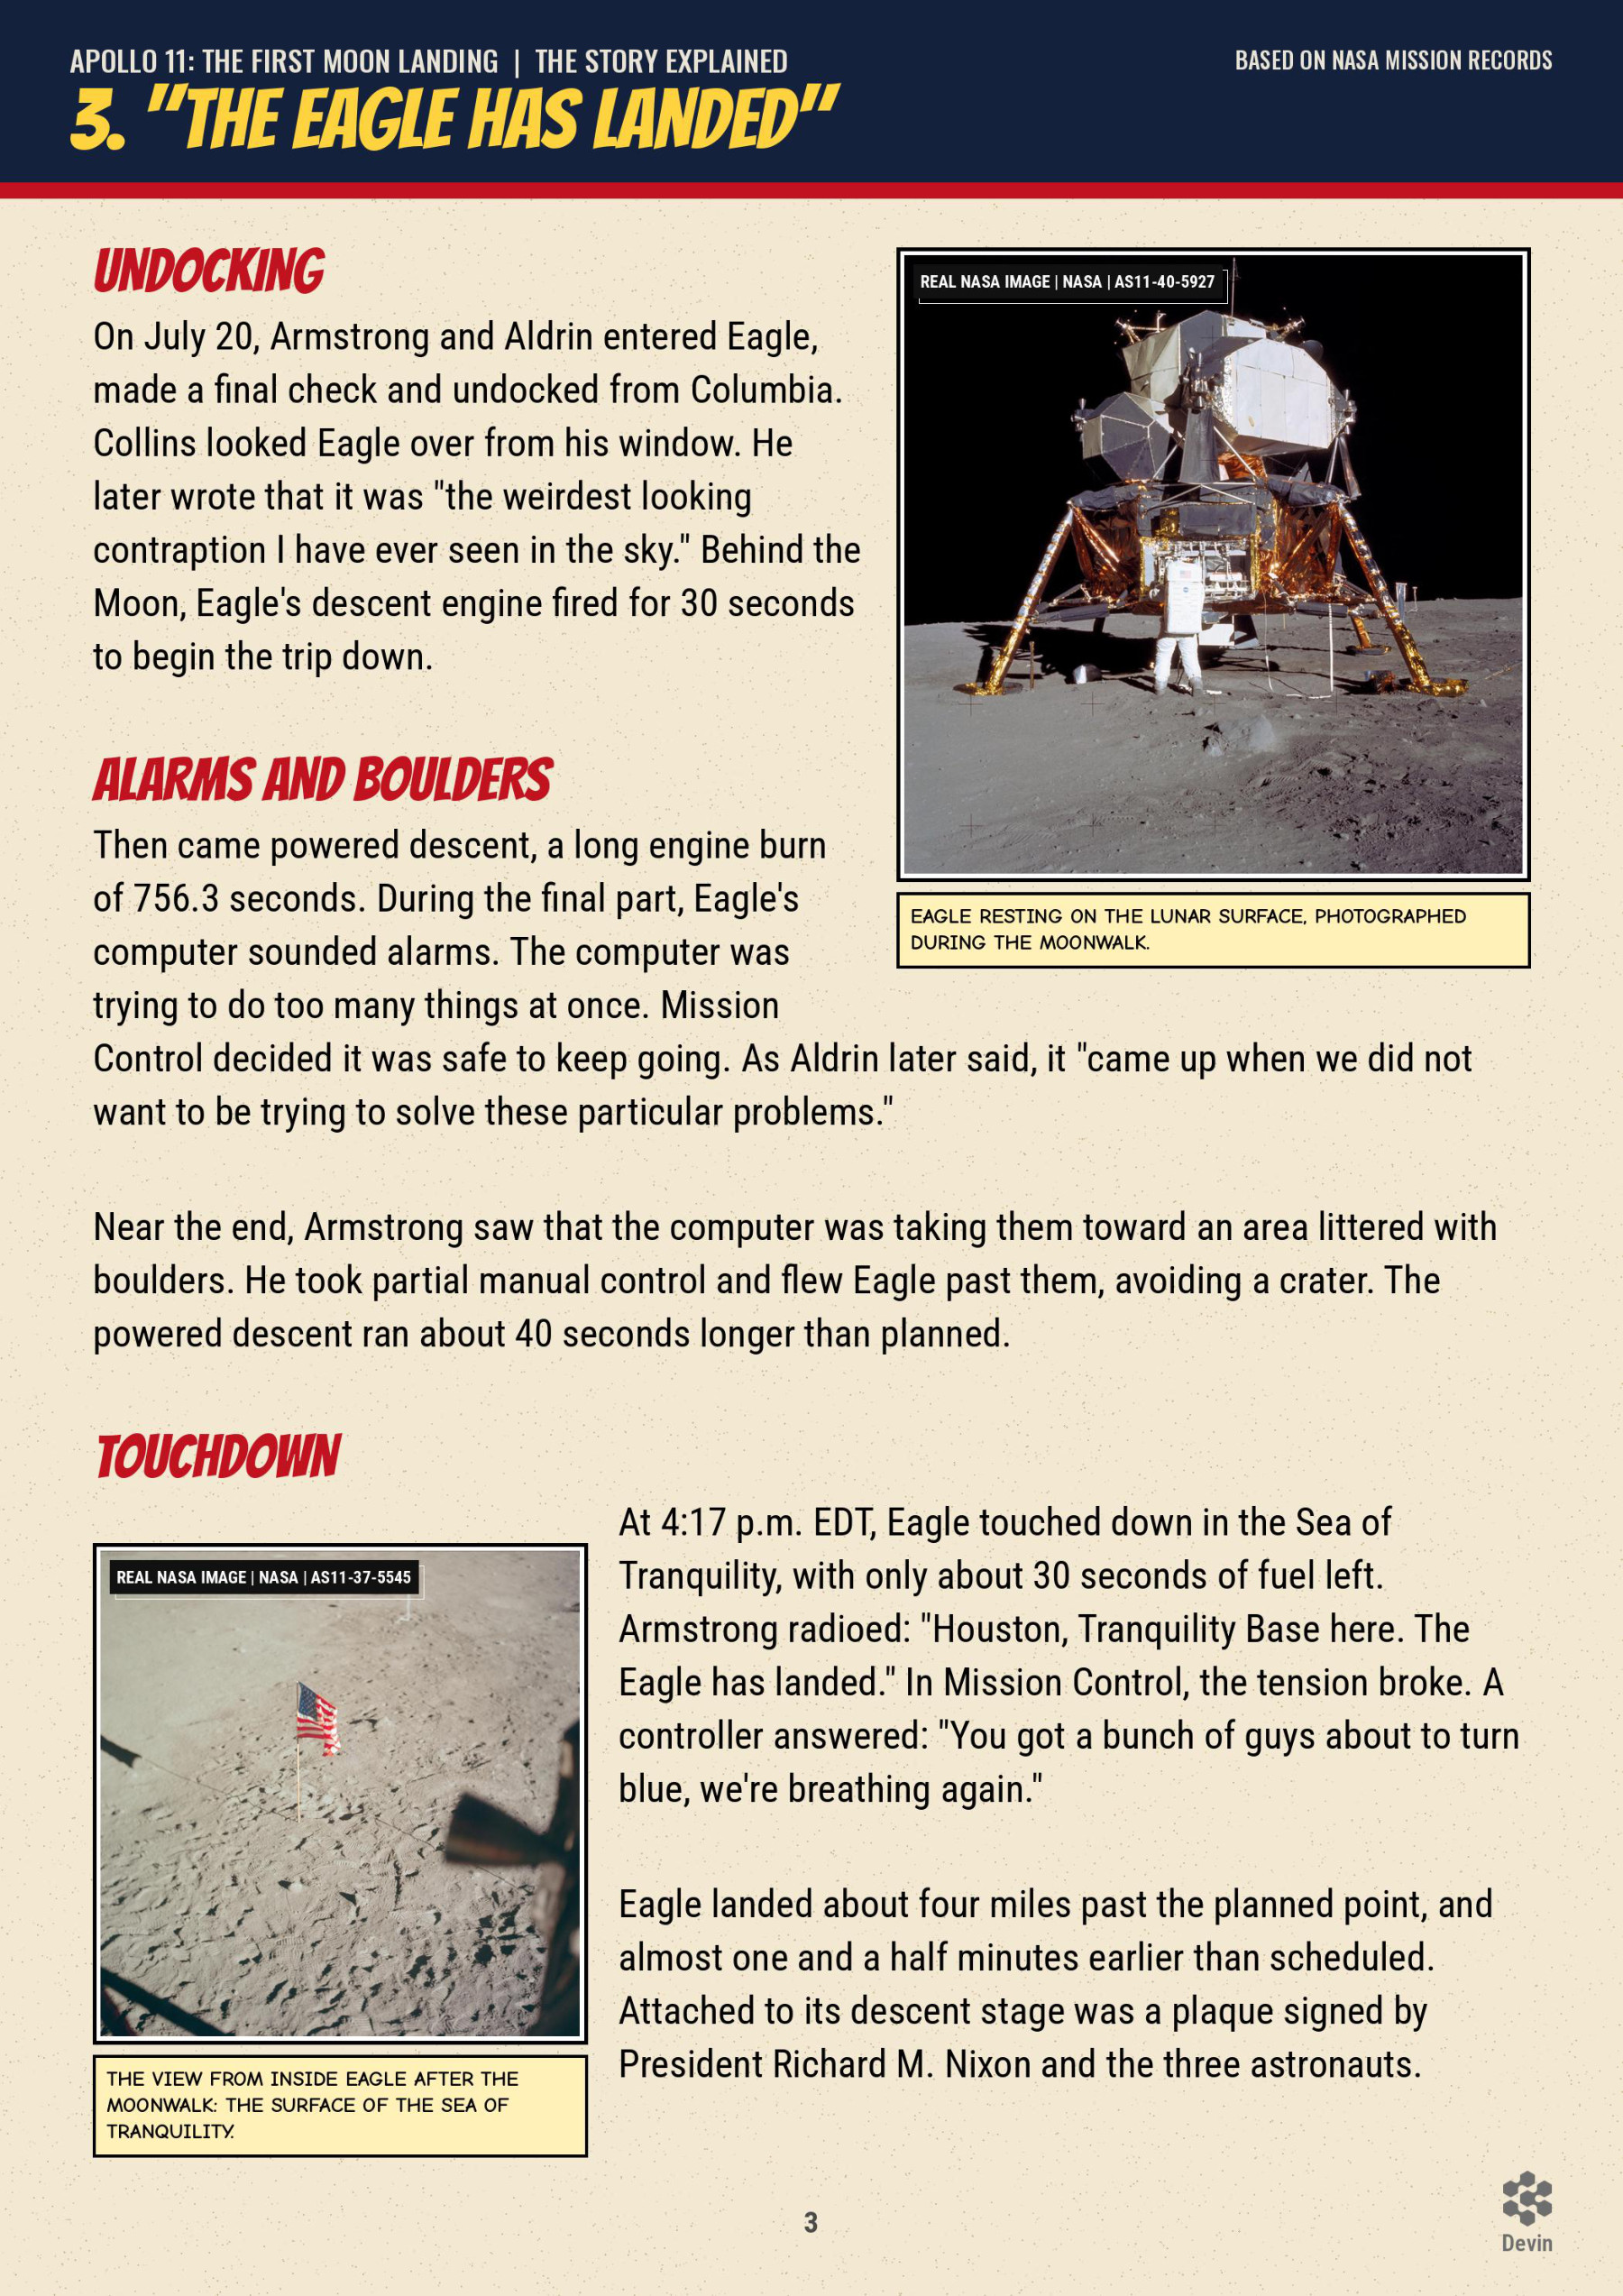 APOLLO 11: THE FIRST MOON LANDING | THE STORY EXPLAINED
BASED ON NASA MISSION RECORDS
3. "THE EAGLE HAS LANDED"
UNDOCKING
On July 20, Armstrong and Aldrin entered Eagle,
made a final check and undocked from Columbia.
Collins looked Eagle over from his window. He
later wrote that it was "the weirdest looking
contraption I have ever seen in the sky." Behind the
Moon, Eagle's descent engine fired for 30 seconds
to begin the trip down.
REAL NASA IMAGE | NASA | AS11-40-5927
EAGLE RESTING ON THE LUNAR SURFACE, PHOTOGRAPHED
DURING THE MOONWALK.
ALARMS AND BOULDERS
Then came powered descent, a long engine burn
of 756.3 seconds. During the final part, Eagle's
computer sounded alarms. The computer was
trying to do too many things at once. Mission
Control decided it was safe to keep going. As Aldrin later said, it "came up when we did not
want to be trying to solve these particular problems."
Near the end, Armstrong saw that the computer was taking them toward an area littered with
boulders. He took partial manual control and flew Eagle past them, avoiding a crater. The
powered descent ran about 40 seconds longer than planned.
TOUCHDOWN
REAL NASA IMAGE | NASA | AS11-37-5545
THE VIEW FROM INSIDE EAGLE AFTER THE
MOONWALK: THE SURFACE OF THE SEA OF
TRANQUILITY.
At 4:17 p.m. EDT, Eagle touched down in the Sea of
Tranquility, with only about 30 seconds of fuel left.
Armstrong radioed: "Houston, Tranquility Base here. The
Eagle has landed." In Mission Control, the tension broke. A
controller answered: "You got a bunch of guys about to turn
blue, we're breathing again."
Eagle landed about four miles past the planned point, and
almost one and a half minutes earlier than scheduled.
Attached to its descent stage was a plaque signed by
President Richard M. Nixon and the three astronauts.
3
Devin